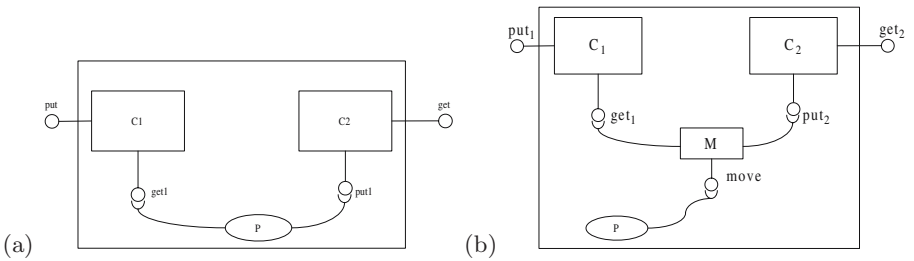 put
C1
C2
get
get1
put1
P
(a)
put₁
C₁
C₂
get₂
get₁
put₂
M
move
P
(b)